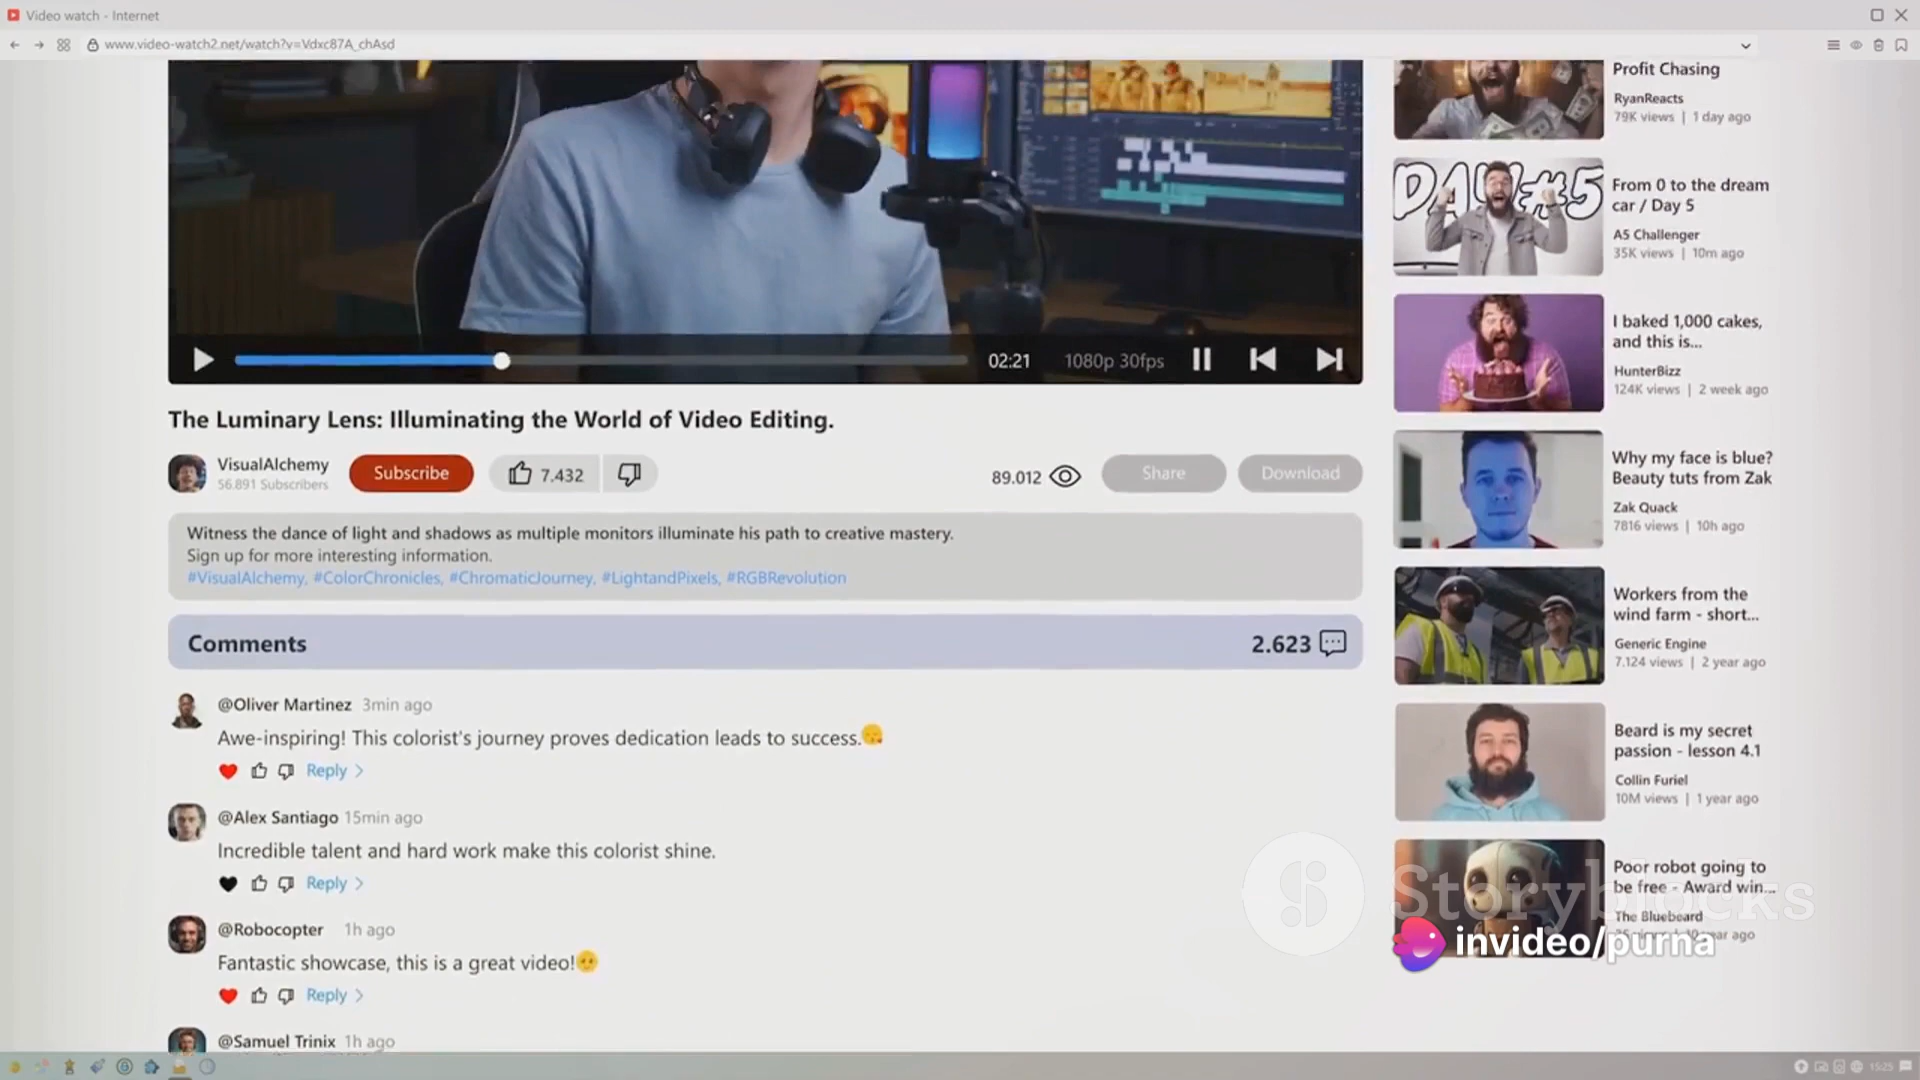 Video watch - Internet
www.video-watch2.net/watch?v=Vdxc87A_chAsd
02:21
1080p 30fps
The Luminary Lens: Illuminating the World of Video Editing.
VisualAlchemy
56.891 Subscribers
Subscribe
7.432
89.012
Share
Download
Witness the dance of light and shadows as multiple monitors illuminate his path to creative mastery.
Sign up for more interesting information.
#VisualAlchemy, #ColorChronicles, #ChromaticJourney, #LightandPixels, #RGBRevolution
Comments
2.623
@Oliver Martinez 3min ago
Awe-inspiring! This colorist's journey proves dedication leads to success.
Reply
@Alex Santiago 15min ago
Incredible talent and hard work make this colorist shine.
Reply
@Robocopter 1h ago
Fantastic showcase, this is a great video!
Reply
@Samuel Trinix 1h ago
Profit Chasing
RyanReacts
79K views | 1 day ago
DAY#5
From 0 to the dream
car / Day 5
A5 Challenger
35K views | 10m ago
I baked 1,000 cakes,
and this is...
HunterBizz
124K views | 2 week ago
Why my face is blue?
Beauty tuts from Zak
Zak Quack
7816 views | 10h ago
Workers from the
wind farm - short...
Generic Engine
7.124 views | 2 year ago
Beard is my secret
passion - lesson 4.1
Collin Furiel
10M views | 1 year ago
Poor robot going to
be free - Award win...
The Bluebeard
year ago
Storyblocks
invideo/purna
15:25